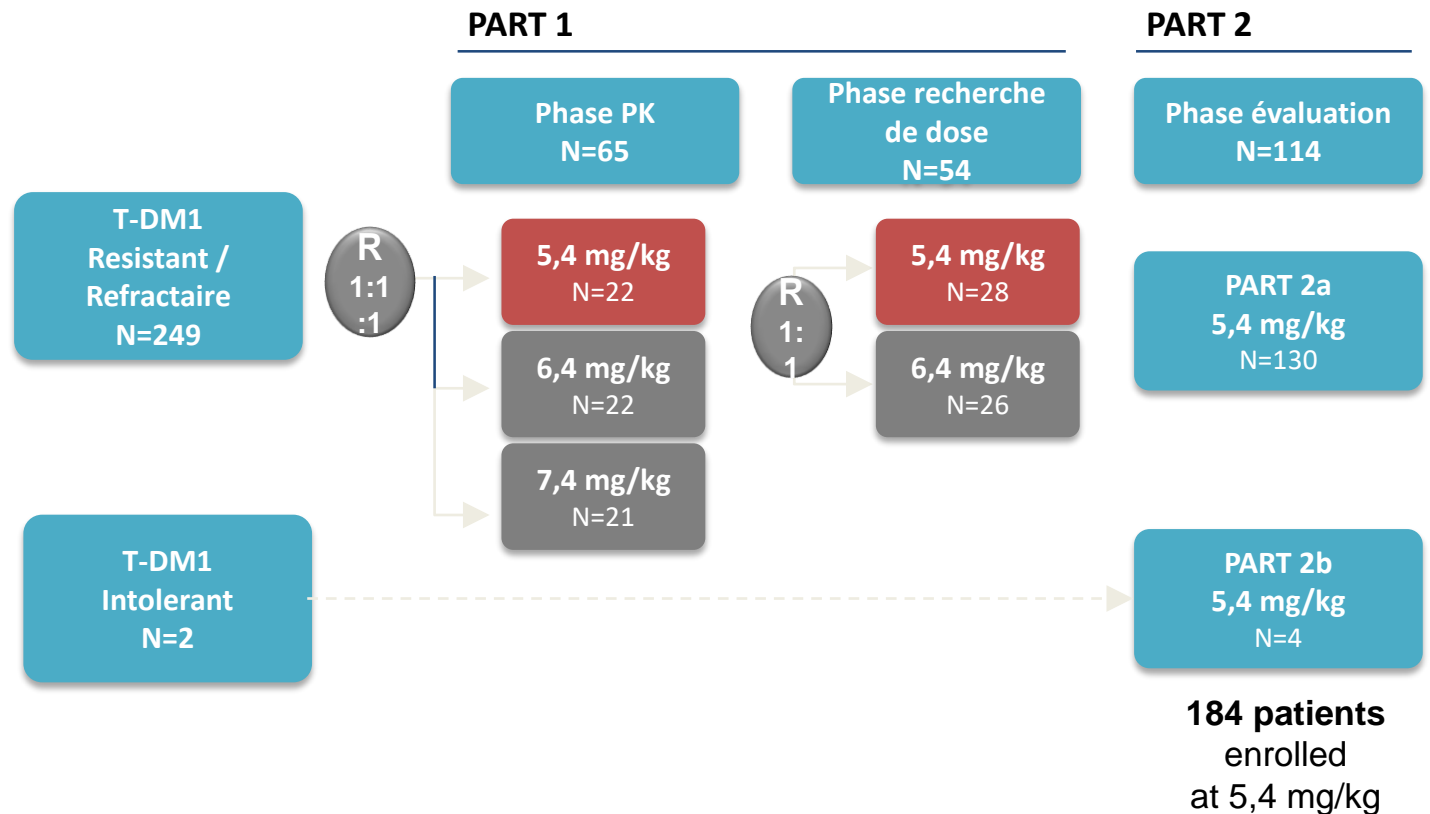 PART 1
PART 2
Phase PK
N=65
Phase recherche
de dose
N=54
Phase évaluation
N=114
T-DM1
Resistant /
Refractaire
N=249
R
1:1
:1
5,4 mg/kg
N=22
6,4 mg/kg
N=22
7,4 mg/kg
N=21
R
1:
1
5,4 mg/kg
N=28
6,4 mg/kg
N=26
PART 2a
5,4 mg/kg
N=130
T-DM1
Intolerant
N=2
PART 2b
5,4 mg/kg
N=4
184 patients
enrolled
at 5,4 mg/kg